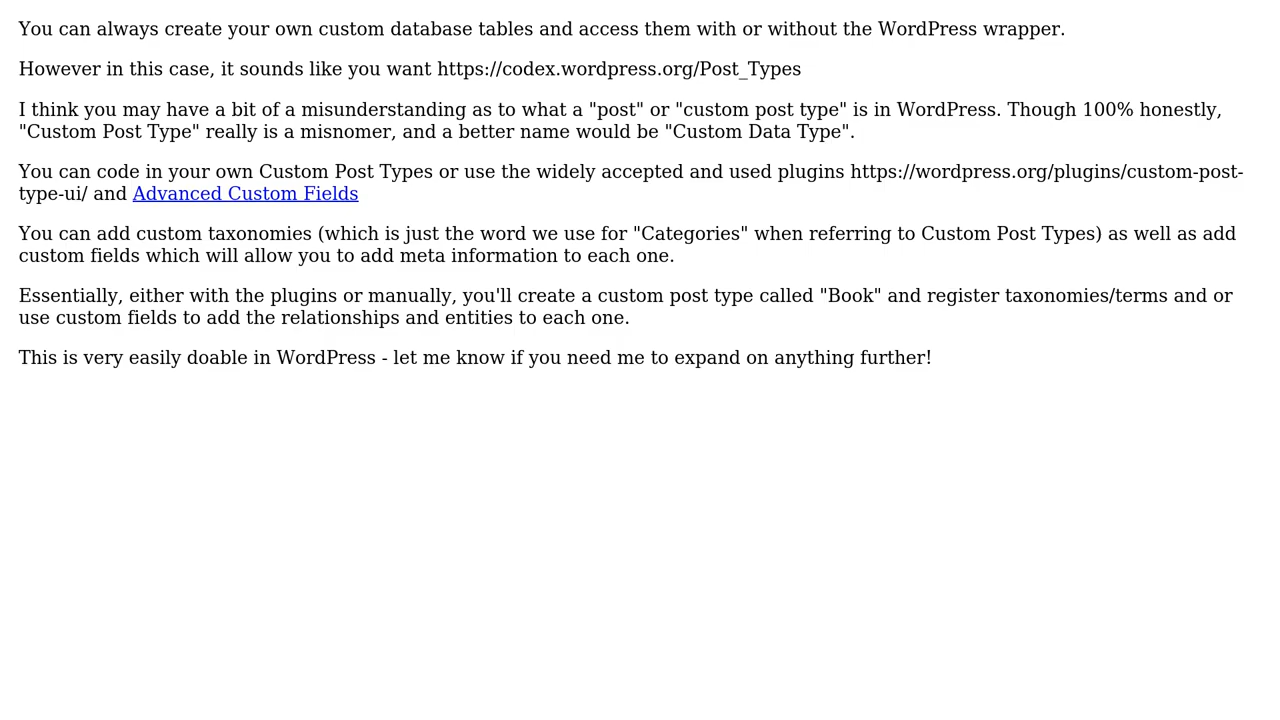 You can always create your own custom database tables and access them with or without the WordPress wrapper.
However in this case, it sounds like you want https://codex.wordpress.org/Post_Types
I think you may have a bit of a misunderstanding as to what a "post" or "custom post type" is in WordPress. Though 100% honestly,
"Custom Post Type" really is a misnomer, and a better name would be "Custom Data Type".
You can code in your own Custom Post Types or use the widely accepted and used plugins https://wordpress.org/plugins/custom-post-
type-ui/ and Advanced Custom Fields
You can add custom taxonomies (which is just the word we use for "Categories" when referring to Custom Post Types) as well as add
custom fields which will allow you to add meta information to each one.
Essentially, either with the plugins or manually, you'll create a custom post type called "Book" and register taxonomies/terms and or
use custom fields to add the relationships and entities to each one.
This is very easily doable in WordPress - let me know if you need me to expand on anything further!